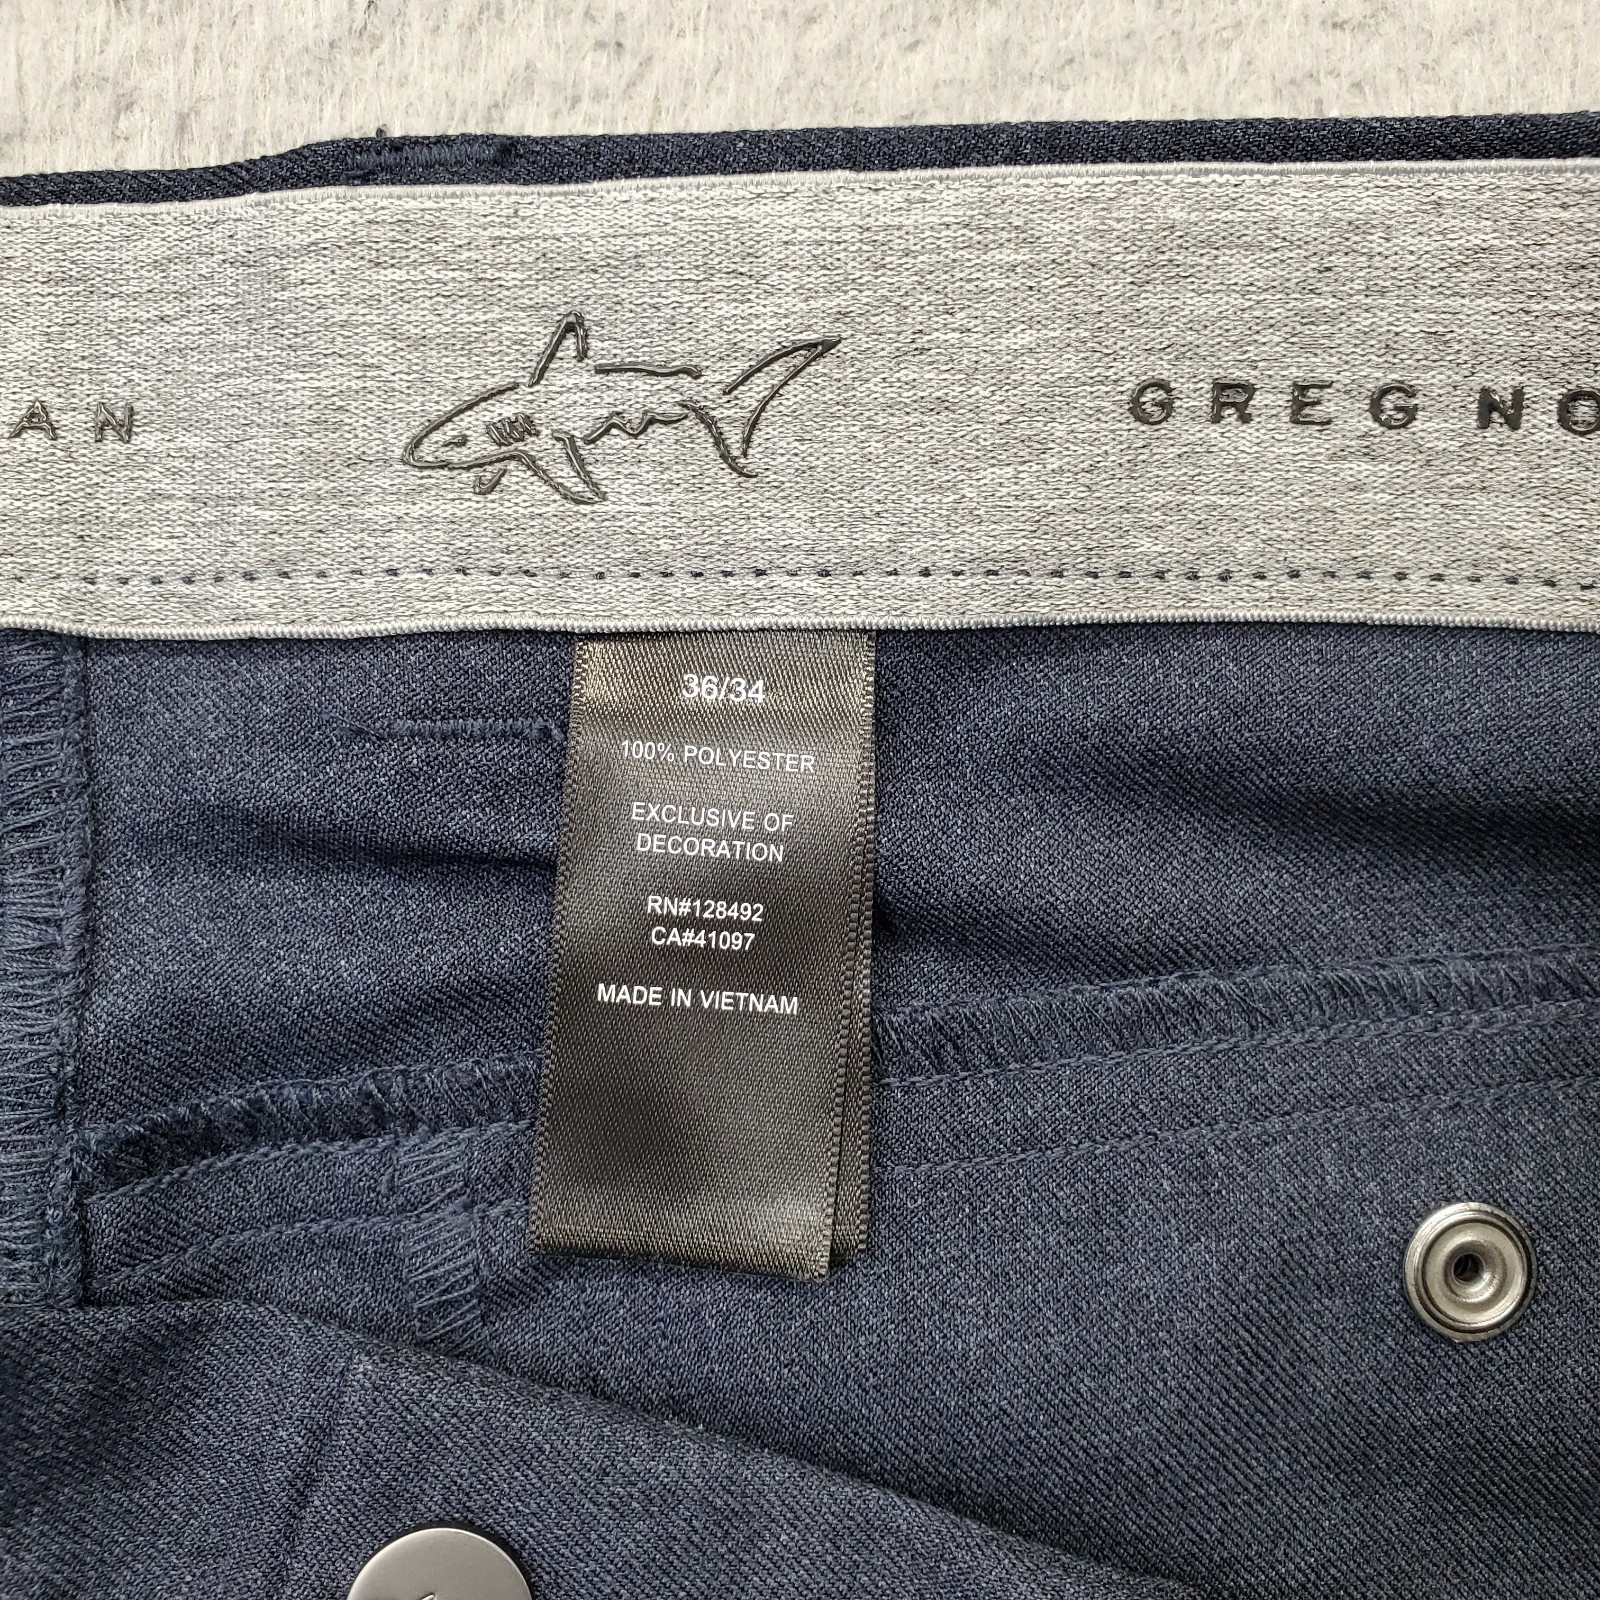 AN
GREG NO
36/34
100% POLYESTER
EXCLUSIVE OF
DECORATION
RN#128492
CA#41097
MADE IN VIETNAM